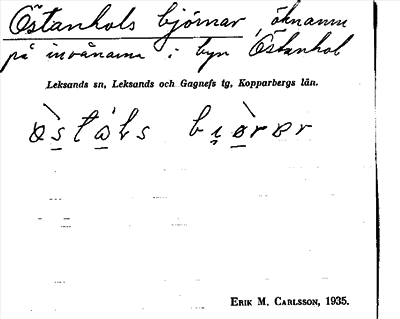 Östanhols björnar, öknamn
på invånarna i byn Östanhol
Leksands sn, Leksands och Gagnefs tg, Kopparbergs län.
ERIK M. CARLSSON, 1935.